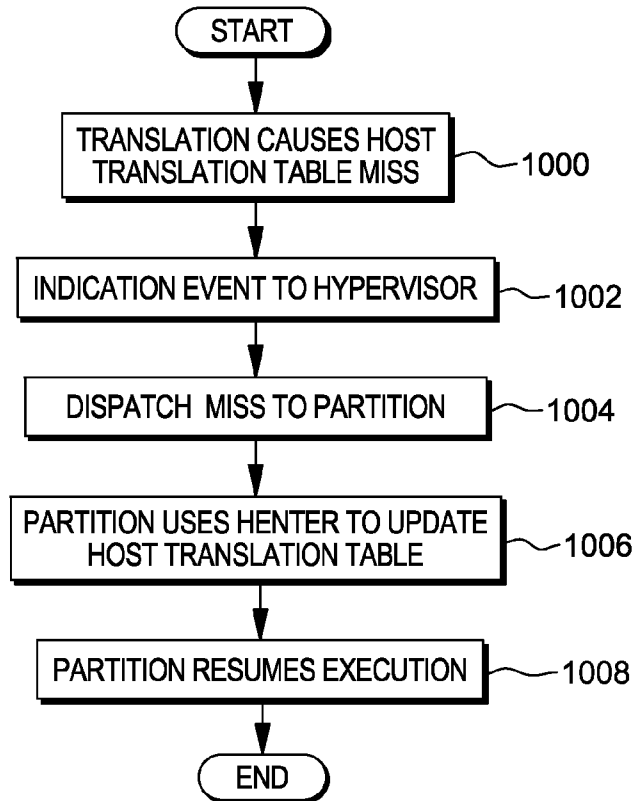 START
TRANSLATION CAUSES HOST
TRANSLATION TABLE MISS
1000
INDICATION EVENT TO HYPERVISOR
1002
DISPATCH MISS TO PARTITION
1004
PARTITION USES HENTER TO UPDATE
HOST TRANSLATION TABLE
1006
PARTITION RESUMES EXECUTION
1008
END